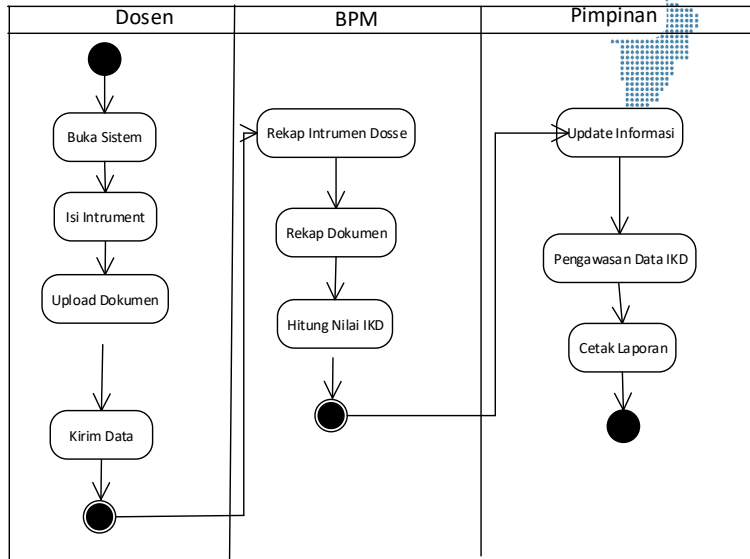 Dosen
BPM
Pimpinan
Buka Sistem
Isi Intrument
Upload Dokumen
Kirim Data
Rekap Intrumen Dosse
Rekap Dokumen
Hitung Nilai IKD
Update Informasi
Pengawasan Data IKD
Cetak Laporan